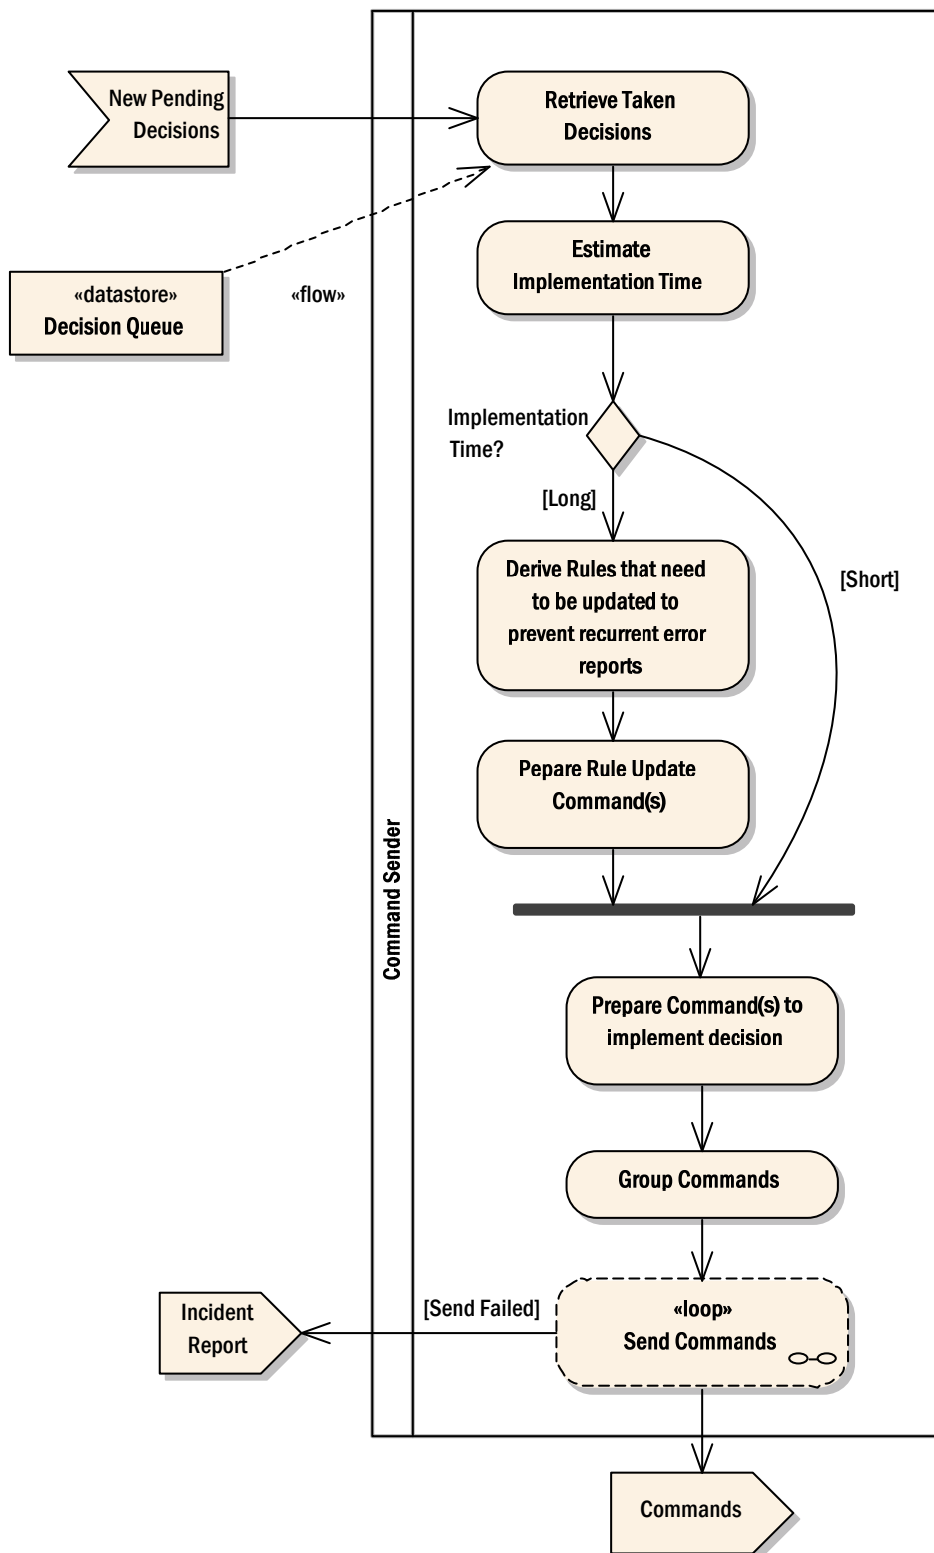 New Pending
Decisions
Retrieve Taken
Decisions
«datastore»
Decision Queue
«flow»
Estimate
Implementation Time
Implementation
Time?
[Long]
[Short]
Derive Rules that need
to be updated to
prevent recurrent error
reports
Pepare Rule Update
Command(s)
Command Sender
Prepare Command(s) to
implement decision
Group Commands
[Send Failed]
Incident
Report
«loop»
Send Commands
Commands